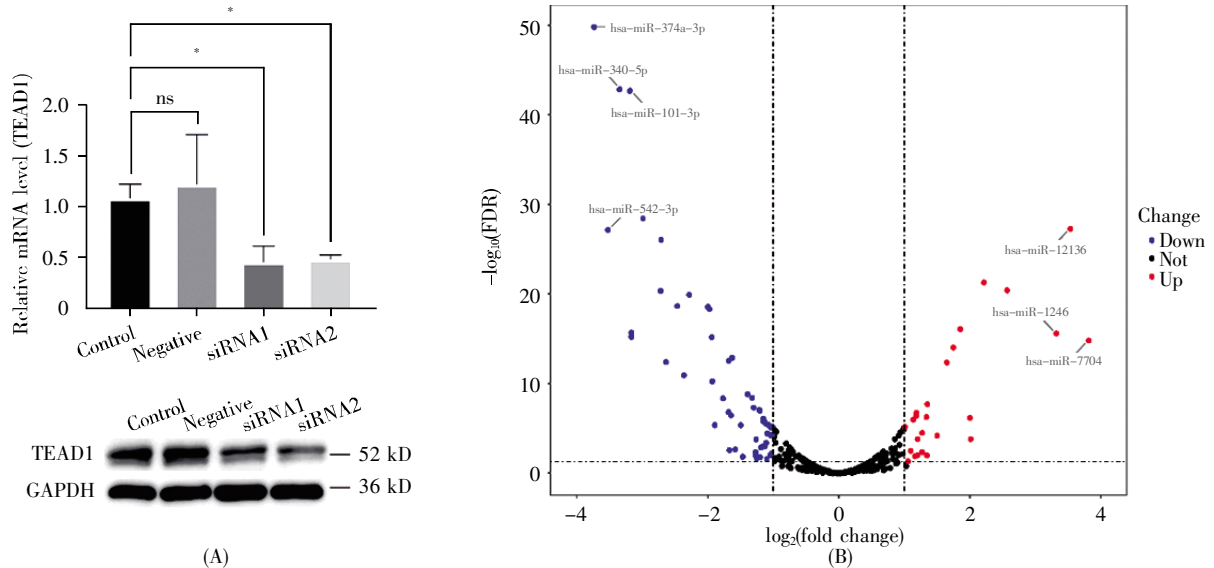 *
*
ns
Relative mRNA level (TEAD1)
2.0
1.5
1.0
0.5
0
Control
Negative
siRNA1
siRNA2
Control
Negative
siRNA1
siRNA2
TEAD1
52 kD
GAPDH
36 kD
(A)
−log₁₀(FDR)
50
40
30
20
10
0
hsa−miR−374a−3p
hsa−miR−340−5p
hsa−miR−101−3p
hsa−miR−542−3p
hsa−miR−12136
hsa−miR−1246
hsa−miR−7704
−4
−2
0
2
4
log₂(fold change)
(B)
Change
Down
Not
Up